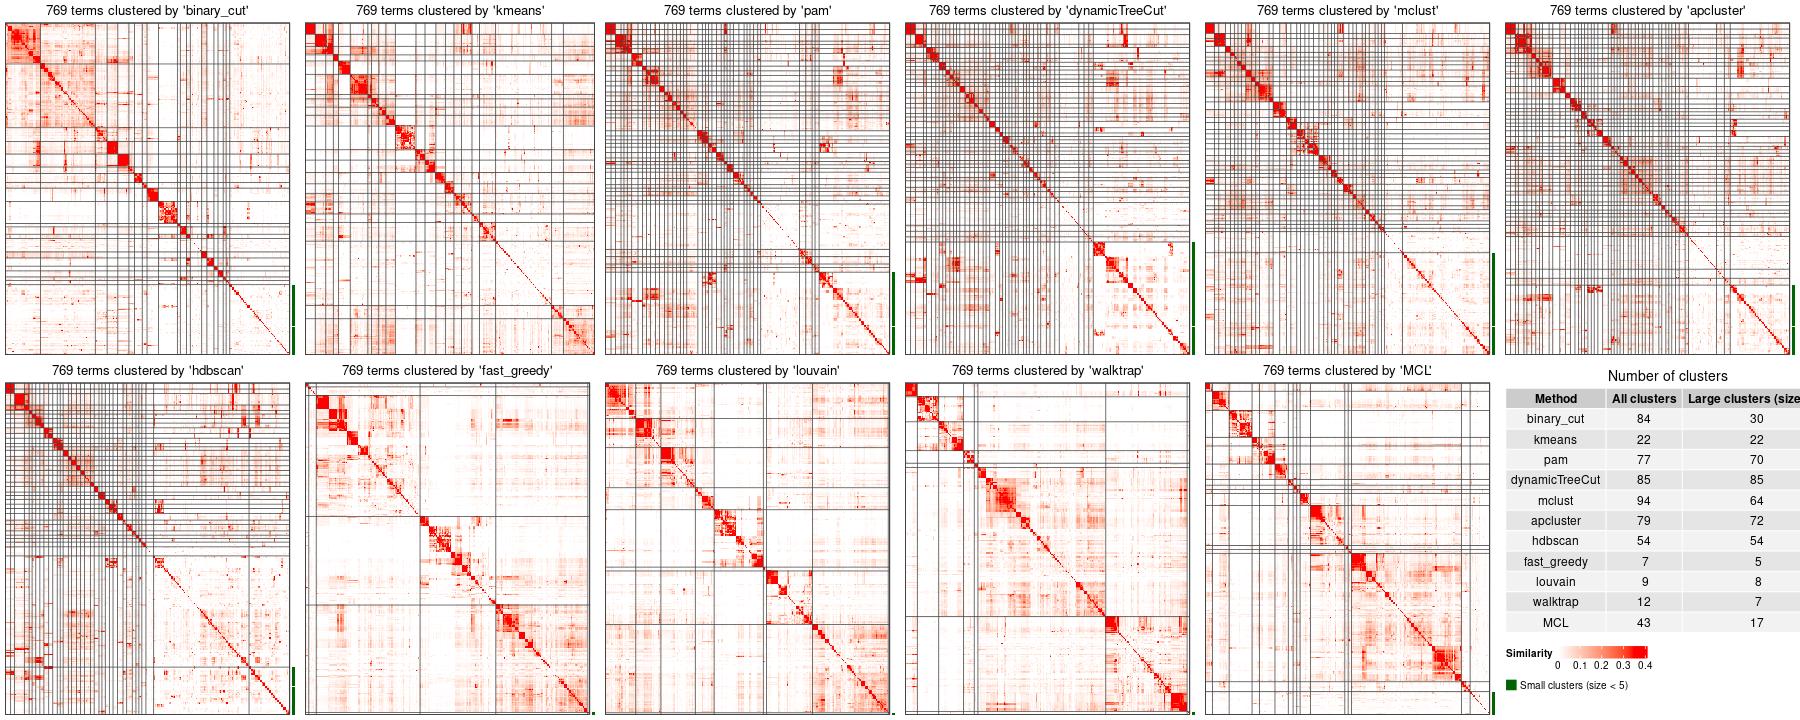 769 terms clustered by 'binary_cut'
769 terms clustered by 'kmeans'
769 terms clustered by 'pam'
769 terms clustered by 'dynamicTreeCut'
769 terms clustered by 'mclust'
769 terms clustered by 'apcluster'
769 terms clustered by 'hdbscan'
769 terms clustered by 'fast_greedy'
769 terms clustered by 'louvain'
769 terms clustered by 'walktrap'
769 terms clustered by 'MCL'
Number of clusters
Method All clusters Large clusters (size
binary_cut 84 30
kmeans 22 22
pam 77 70
dynamicTreeCut 85 85
mclust 94 64
apcluster 79 72
hdbscan 54 54
fast_greedy 7 5
louvain 9 8
walktrap 12 7
MCL 43 17
Similarity
0 0.1 0.2 0.3 0.4
Small clusters (size < 5)